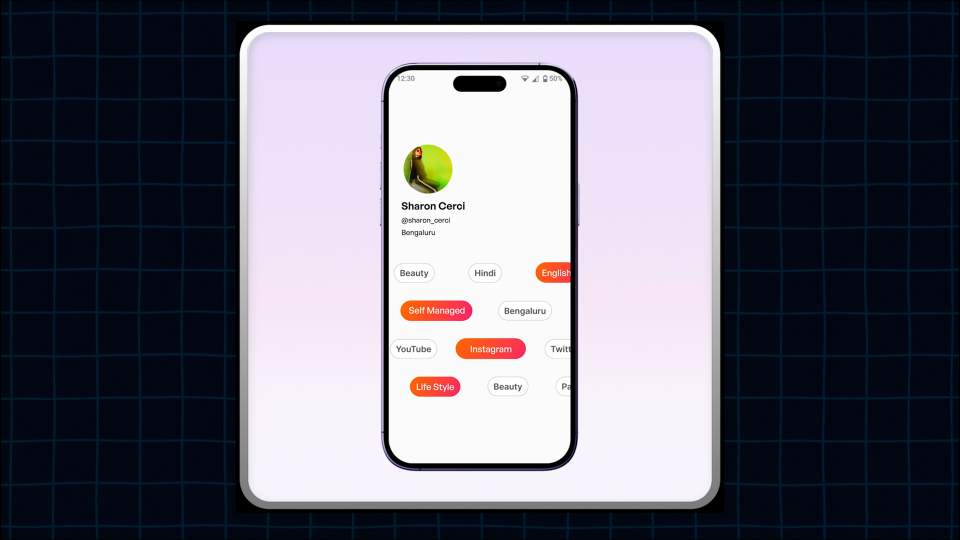 12:30 50%
Sharon Cerci
@sharon_cerci
Bengaluru
Beauty Hindi English
Self Managed Bengaluru
YouTube Instagram Twitt
Life Style Beauty Pa